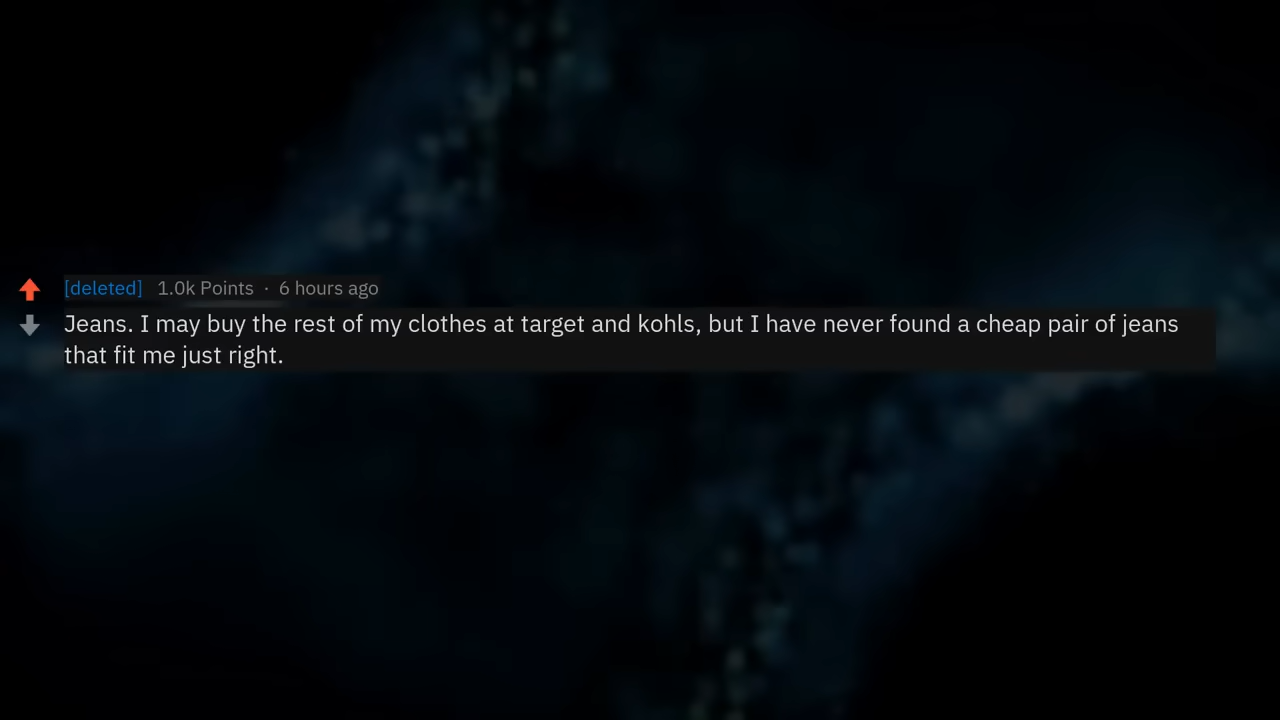 [deleted] 1.0k Points · 6 hours ago
Jeans. I may buy the rest of my clothes at target and kohls, but I have never found a cheap pair of jeans
that fit me just right.